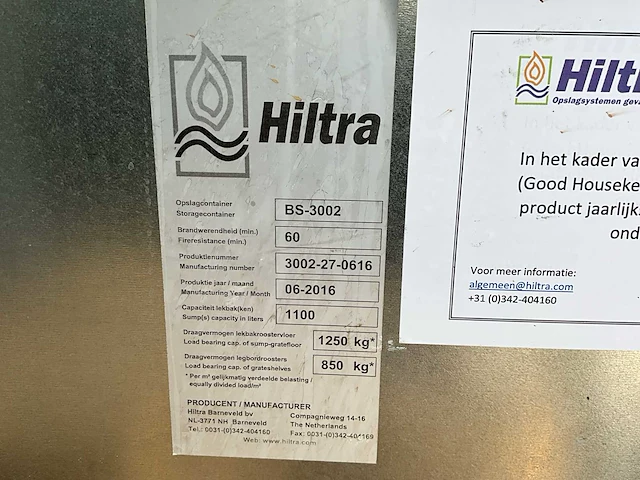 Hiltra
Opslagcontainer
Storagecontainer
BS-3002
Brandwerendheid (min.)
Fireresistance (min.)
60
Produktienummer
Manufacturing number
3002-27-0616
Produktie jaar / maand
Manufacturing Year / Month
06-2016
Capaciteit lekbak(ken)
Sump(s) capacity in liters
1100
Draagvermogen lekbakroostervloer
Load bearing cap. of sump-gratefloor
1250 kg*
Draagvermogen legbordroosters
Load bearing cap. of grateshelves
850 kg*
* Per m² gelijkmatig verdeelde belasting /
equally divided load/m²
PRODUCENT / MANUFACTURER
Hiltra Barneveld bv
NL-3771 NH Barneveld
Tel.: 0031-(0)342-404160
Compagnieweg 14-16
The Netherlands
Fax: 0031-(0)342-404169
Web: www.hiltra.com
Hilt
Opslagsystemen geva
In het kader va
(Good Houseke
product jaarlijk
ond
Voor meer informatie:
algemeen@hiltra.com
+31 (0)342-404160